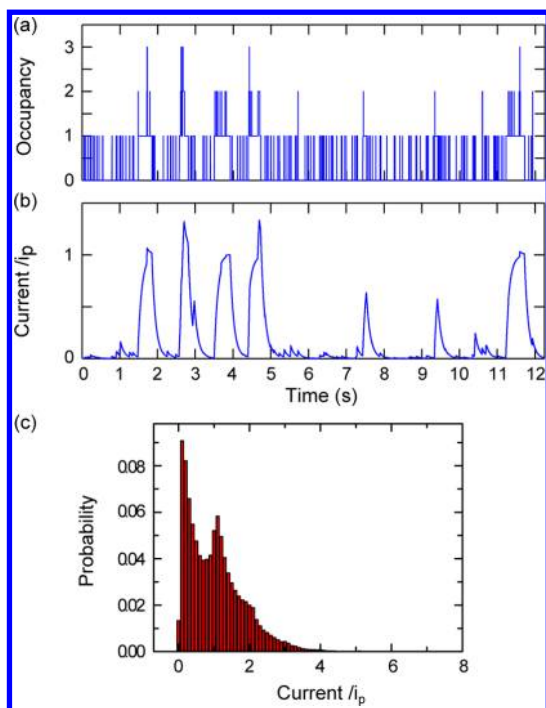 (a)
Occupancy
3
2
1
0
(b)
Current /ip
1
0
0 1 2 3 4 5 6 7 8 9 10 11 12
Time (s)
(c)
Probability
0.08
0.06
0.04
0.02
0.00
0 2 4 6 8
Current /ip